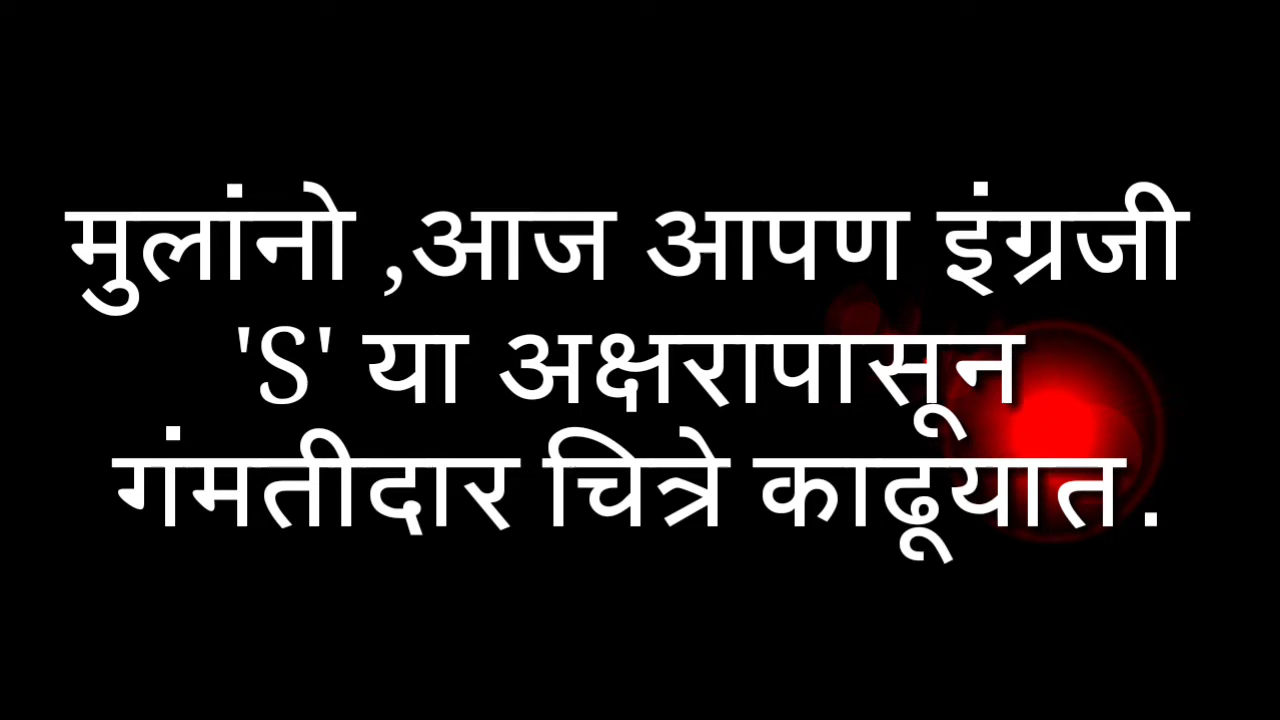 मुलांनो ,आज आपण इंग्रजी
'S' या अक्षरापासून
गंमतीदार चित्रे काढूयात.